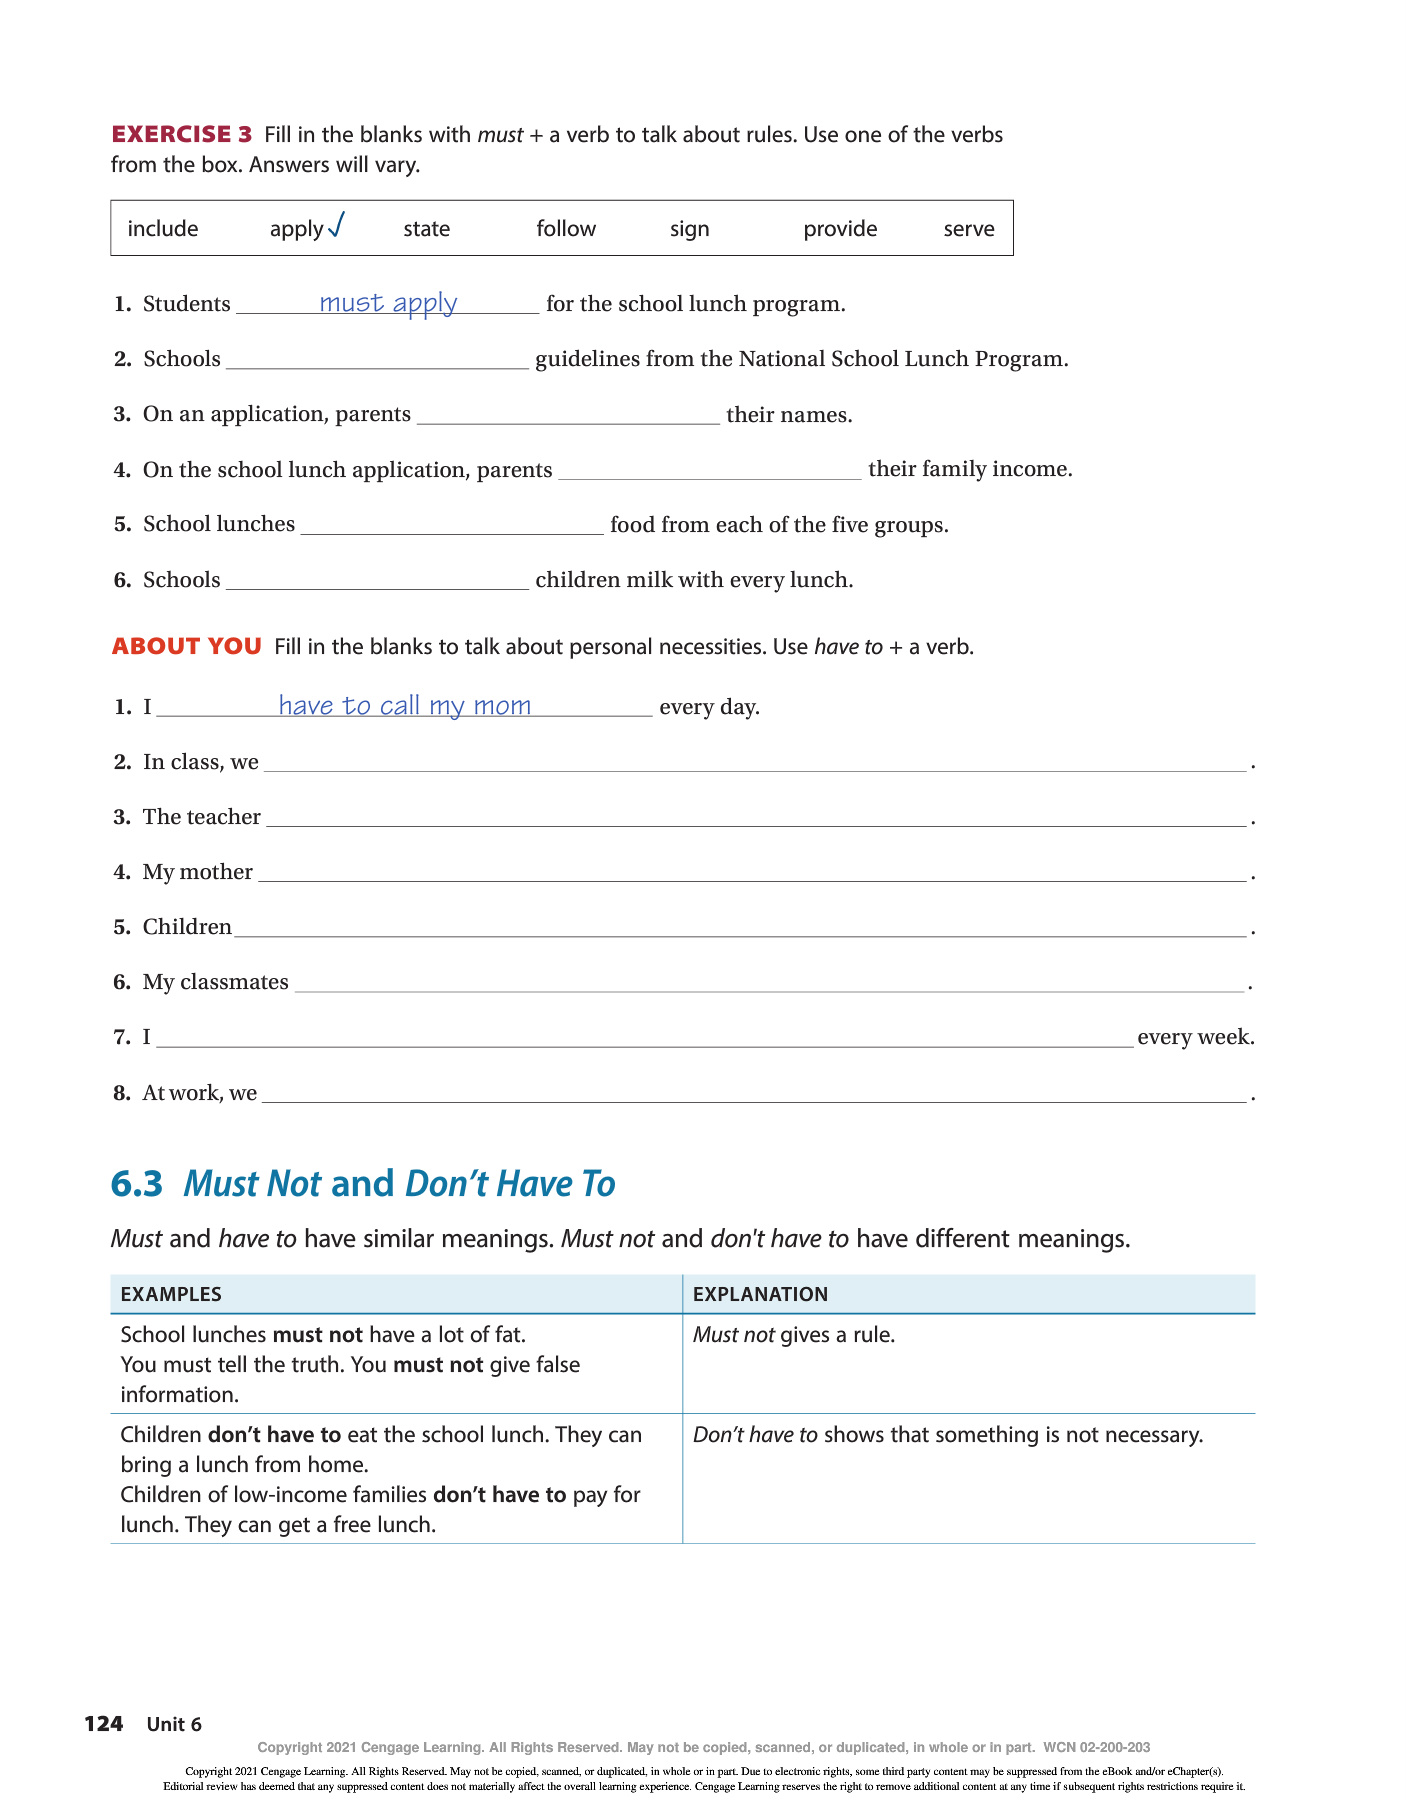 EXERCISE 3 Fill in the blanks with must + a verb to talk about rules. Use one of the verbs
from the box. Answers will vary.
include apply✓ state follow sign provide serve
1. Students must apply for the school lunch program.
2. Schools ____ guidelines from the National School Lunch Program.
3. On an application, parents ____ their names.
4. On the school lunch application, parents ____ their family income.
5. School lunches ____ food from each of the five groups.
6. Schools ____ children milk with every lunch.
ABOUT YOU Fill in the blanks to talk about personal necessities. Use have to + a verb.
1. I have to call my mom every day.
2. In class, we ____.
3. The teacher ____.
4. My mother ____.
5. Children ____.
6. My classmates ____.
7. I ____ every week.
8. At work, we ____.
6.3 Must Not and Don't Have To
Must and have to have similar meanings. Must not and don't have to have different meanings.
EXAMPLES EXPLANATION
School lunches must not have a lot of fat. Must not gives a rule.
You must tell the truth. You must not give false
information.
Children don't have to eat the school lunch. They can Don't have to shows that something is not necessary.
bring a lunch from home.
Children of low-income families don't have to pay for
lunch. They can get a free lunch.
124 Unit 6
Copyright 2021 Cengage Learning. All Rights Reserved. May not be copied, scanned, or duplicated, in whole or in part. WCN 02-200-203
Copyright 2021 Cengage Learning. All Rights Reserved. May not be copied, scanned, or duplicated, in whole or in part. Due to electronic rights, some third party content may be suppressed from the eBook and/or eChapter(s).
Editorial review has deemed that any suppressed content does not materially affect the overall learning experience. Cengage Learning reserves the right to remove additional content at any time if subsequent rights restrictions require it.